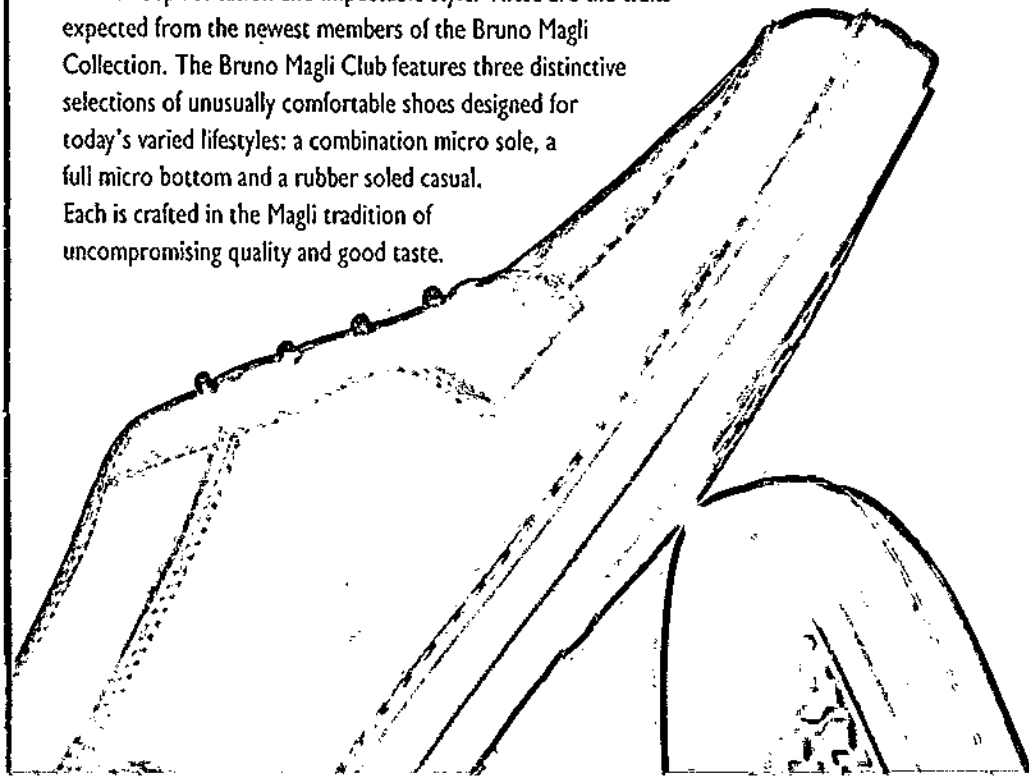 expected from the newest members of the Bruno Magli
Collection. The Bruno Magli Club features three distinctive
selections of unusually comfortable shoes designed for
today's varied lifestyles: a combination micro sole, a
full micro bottom and a rubber soled casual.
Each is crafted in the Magli tradition of
uncompromising quality and good taste.